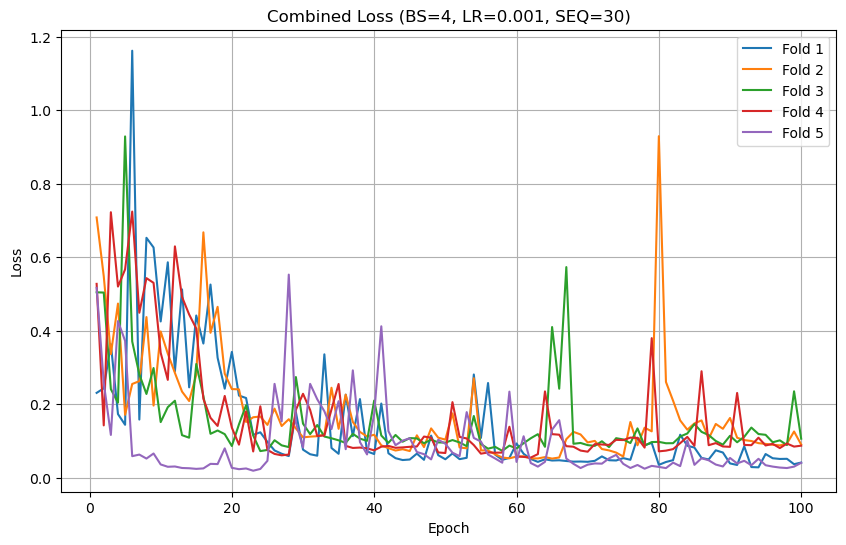 Combined Loss (BS=4, LR=0.001, SEQ=30)
Fold 1
Fold 2
Fold 3
Fold 4
Fold 5
Loss
1.2
1.0
0.8
0.6
0.4
0.2
0.0
0 20 40 60 80 100
Epoch